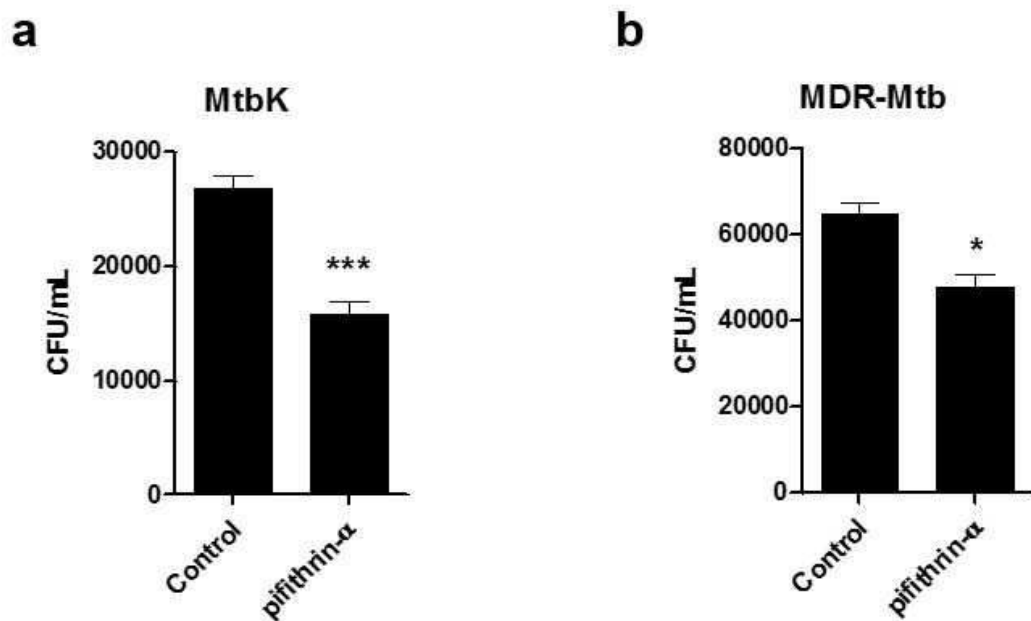 a
MtbK
CFU/mL
30000
20000
10000
0
***
Control
pifithrin-α
b
MDR-Mtb
CFU/mL
80000
60000
40000
20000
0
*
Control
pifithrin-α